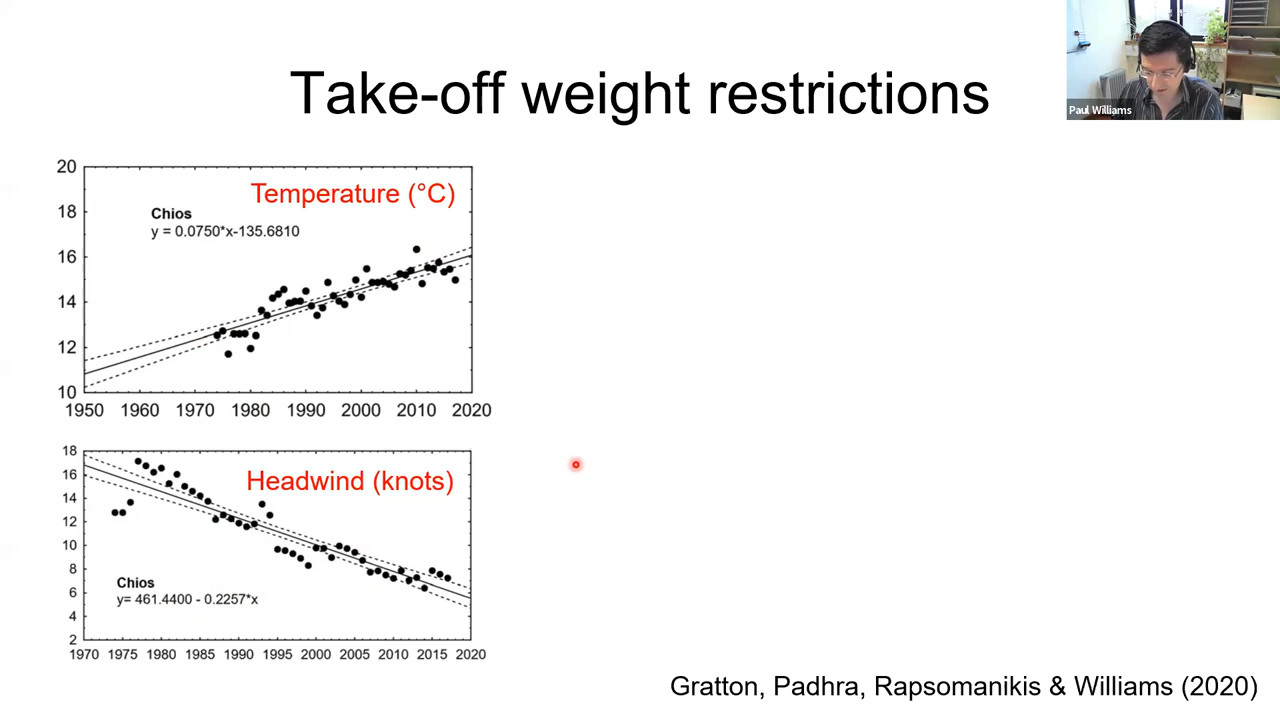 Take-off weight restrictions
Paul Williams
Temperature (°C)
Chios
y = 0.0750*x-135.6810
20
18
16
14
12
10
1950 1960 1970 1980 1990 2000 2010 2020
Headwind (knots)
Chios
y= 461.4400 - 0.2257*x
18
16
14
12
10
8
6
4
2
1970 1975 1980 1985 1990 1995 2000 2005 2010 2015 2020
Gratton, Padhra, Rapsomanikis & Williams (2020)